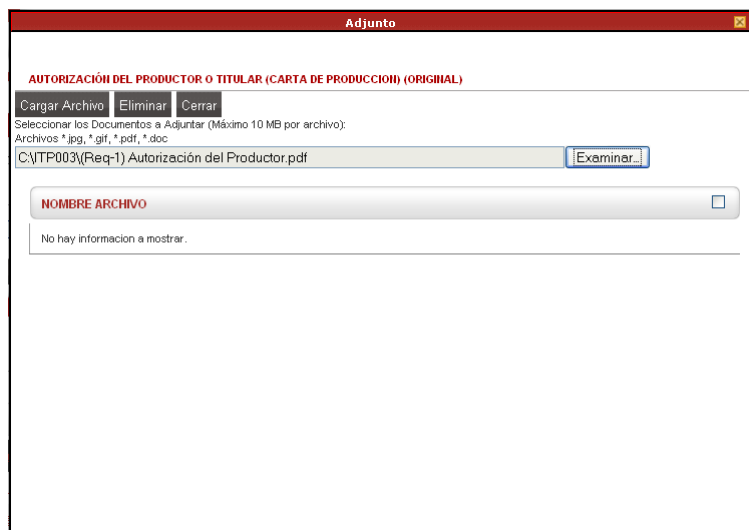 Adjunto
AUTORIZACIÓN DEL PRODUCTOR O TITULAR (CARTA DE PRODUCCION) (ORIGINAL)
Cargar Archivo Eliminar Cerrar
Seleccionar los Documentos a Adjuntar (Máximo 10 MB por archivo):
Archivos *.jpg, *.gif, *.pdf, *.doc
C:\ITP003\(Req-1) Autorización del Productor.pdf Examinar...
NOMBRE ARCHIVO
No hay informacion a mostrar.